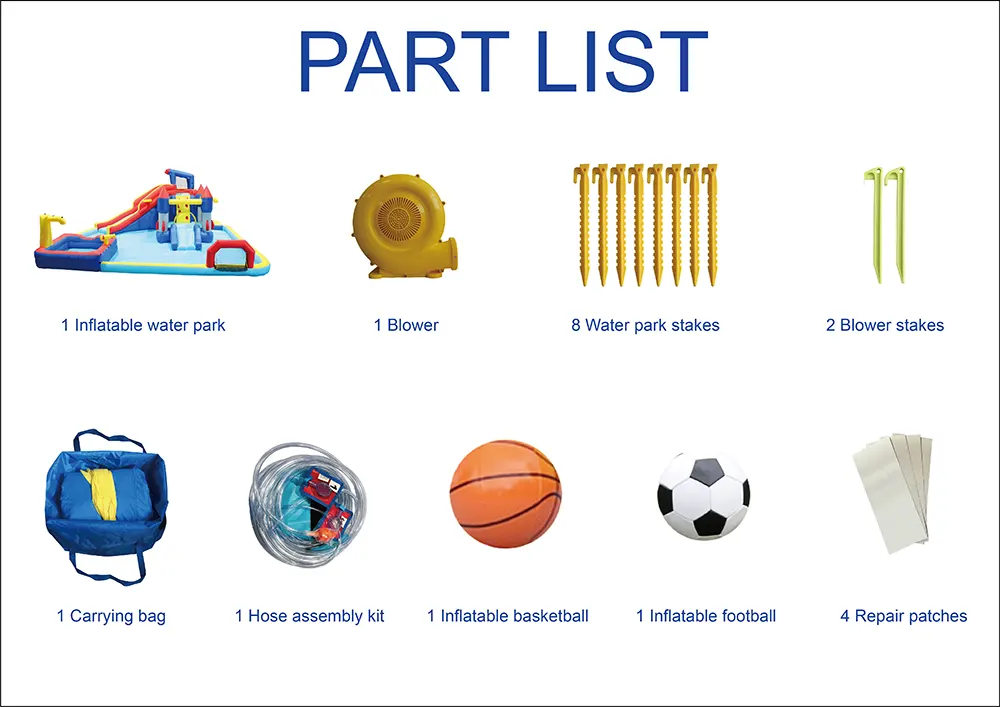 PART LIST
1 Inflatable water park
1 Blower
8 Water park stakes
2 Blower stakes
1 Carrying bag
1 Hose assembly kit
1 Inflatable basketball
1 Inflatable football
4 Repair patches